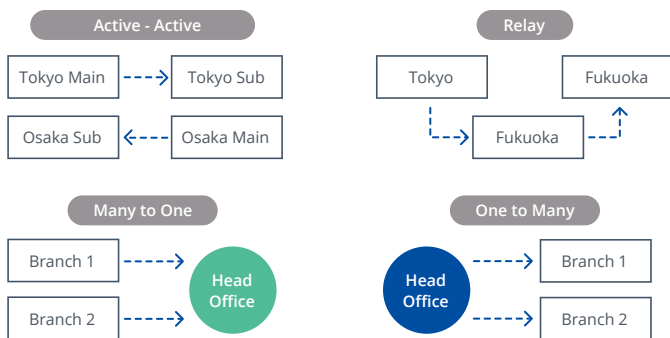 Active - Active
Tokyo Main
Tokyo Sub
Osaka Sub
Osaka Main
Relay
Tokyo
Fukuoka
Fukuoka
Many to One
Branch 1
Branch 2
Head
Office
One to Many
Head
Office
Branch 1
Branch 2